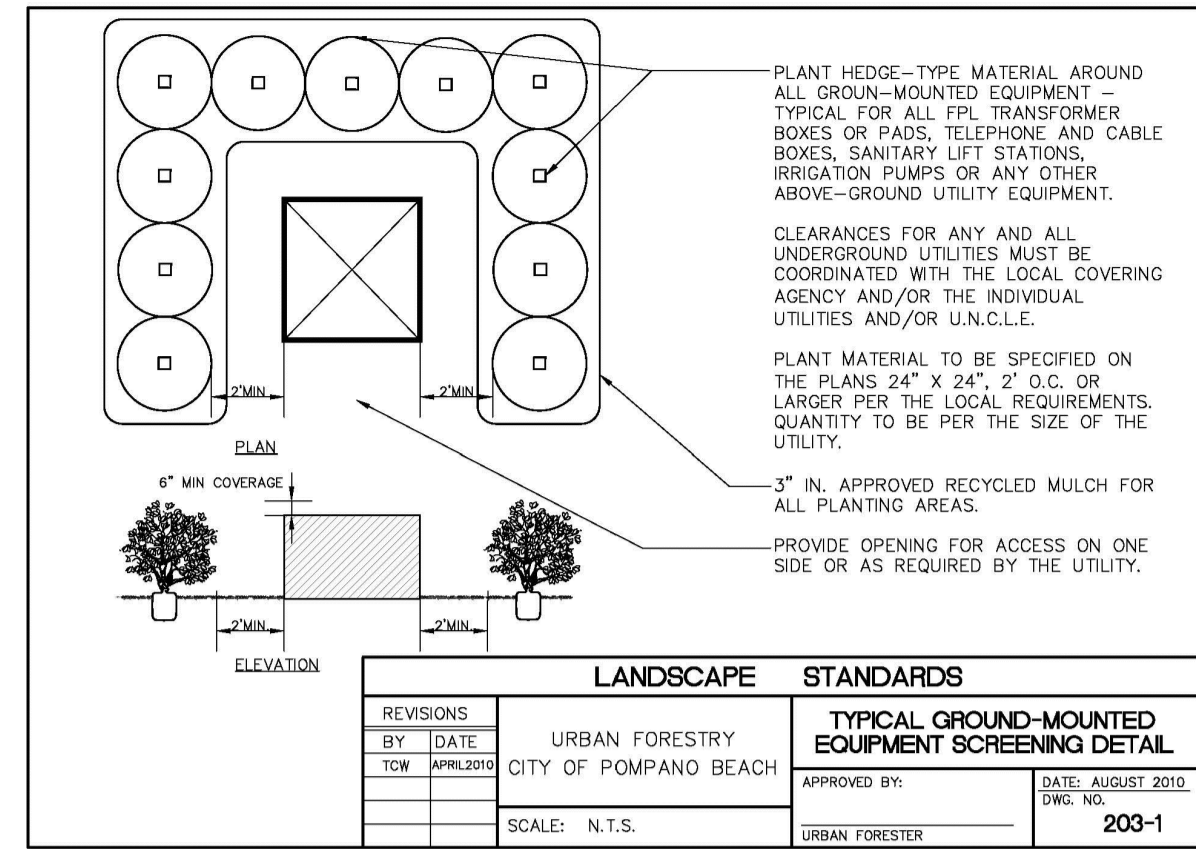 PLANT HEDGE-TYPE MATERIAL AROUND
ALL GROUN-MOUNTED EQUIPMENT -
TYPICAL FOR ALL FPL TRANSFORMER
BOXES OR PADS, TELEPHONE AND CABLE
BOXES, SANITARY LIFT STATIONS,
IRRIGATION PUMPS OR ANY OTHER
ABOVE-GROUND UTILITY EQUIPMENT.
CLEARANCES FOR ANY AND ALL
UNDERGROUND UTILITIES MUST BE
COORDINATED WITH THE LOCAL COVERING
AGENCY AND/OR THE INDIVIDUAL
UTILITIES AND/OR U.N.C.L.E.
PLANT MATERIAL TO BE SPECIFIED ON
THE PLANS 24" X 24", 2' O.C. OR
LARGER PER THE LOCAL REQUIREMENTS.
QUANTITY TO BE PER THE SIZE OF THE
UTILITY.
3" IN. APPROVED RECYCLED MULCH FOR
ALL PLANTING AREAS.
PROVIDE OPENING FOR ACCESS ON ONE
SIDE OR AS REQUIRED BY THE UTILITY.
2'MIN
2'MIN
PLAN
6" MIN COVERAGE
2'MIN.
2'MIN.
ELEVATION
LANDSCAPE STANDARDS
REVISIONS
BY DATE
TCW APRIL2010
URBAN FORESTRY
CITY OF POMPANO BEACH
SCALE: N.T.S.
TYPICAL GROUND-MOUNTED
EQUIPMENT SCREENING DETAIL
APPROVED BY:
URBAN FORESTER
DATE: AUGUST 2010
DWG. NO.
203-1